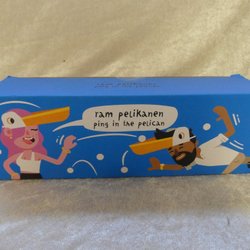 ram pelikanen
ping in the pelican